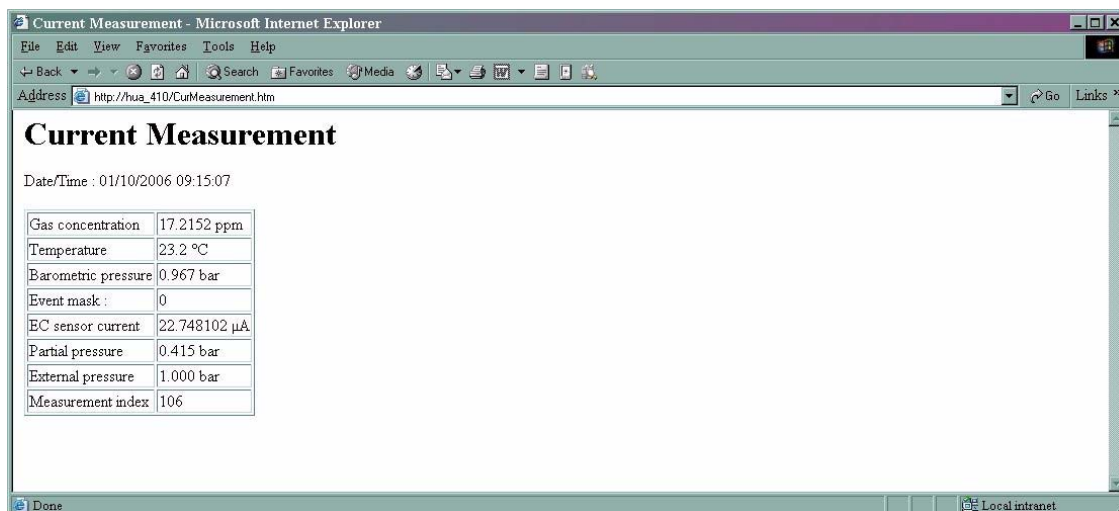 Current Measurement - Microsoft Internet Explorer
File Edit View Favorites Tools Help
Back Search Favorites Media
Address http://hua_410/CurMeasurement.htm Go Links »
Current Measurement
Date/Time : 01/10/2006 09:15:07
Gas concentration 17.2152 ppm
Temperature 23.2 °C
Barometric pressure 0.967 bar
Event mask : 0
EC sensor current 22.748102 µA
Partial pressure 0.415 bar
External pressure 1.000 bar
Measurement index 106
Done Local intranet